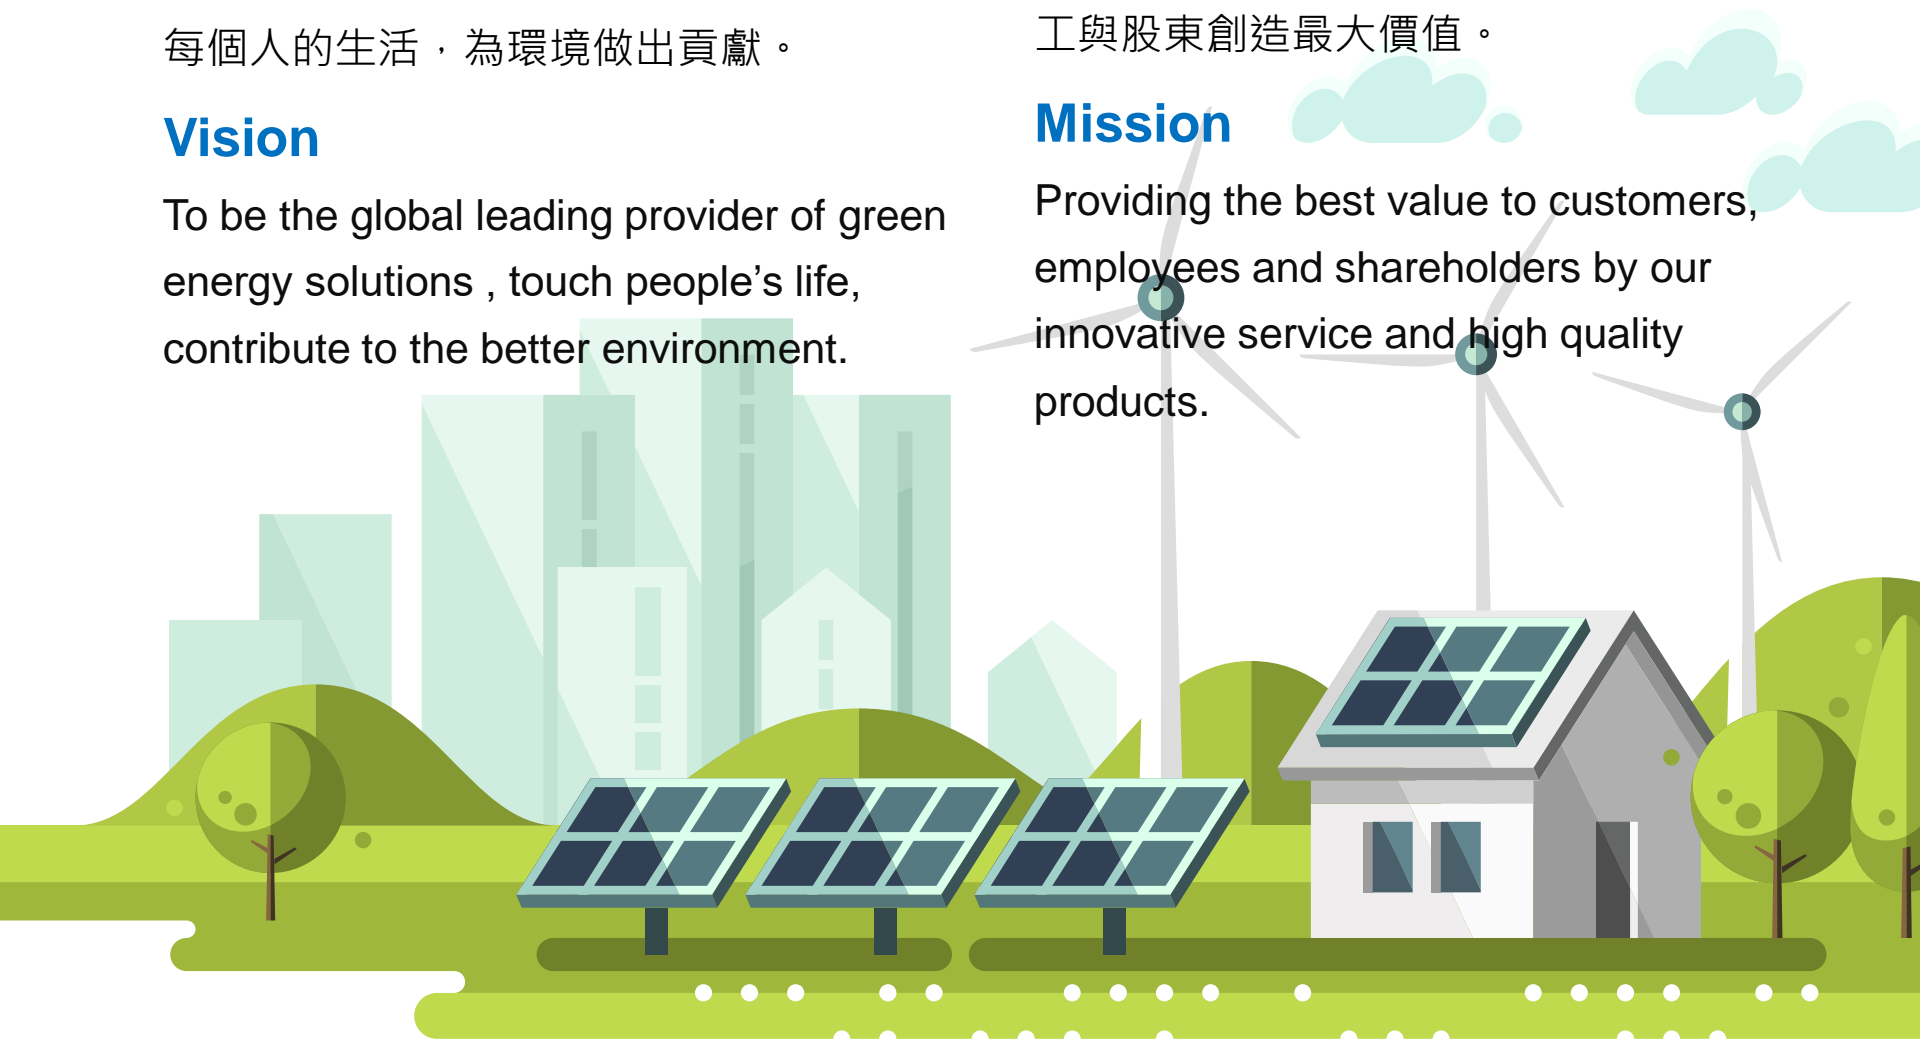 每個人的生活，為環境做出貢獻。
Vision
To be the global leading provider of green
energy solutions , touch people’s life,
contribute to the better environment.
工與股東創造最大價值。
Mission
Providing the best value to customers,
employees and shareholders by our
innovative service and high quality
products.